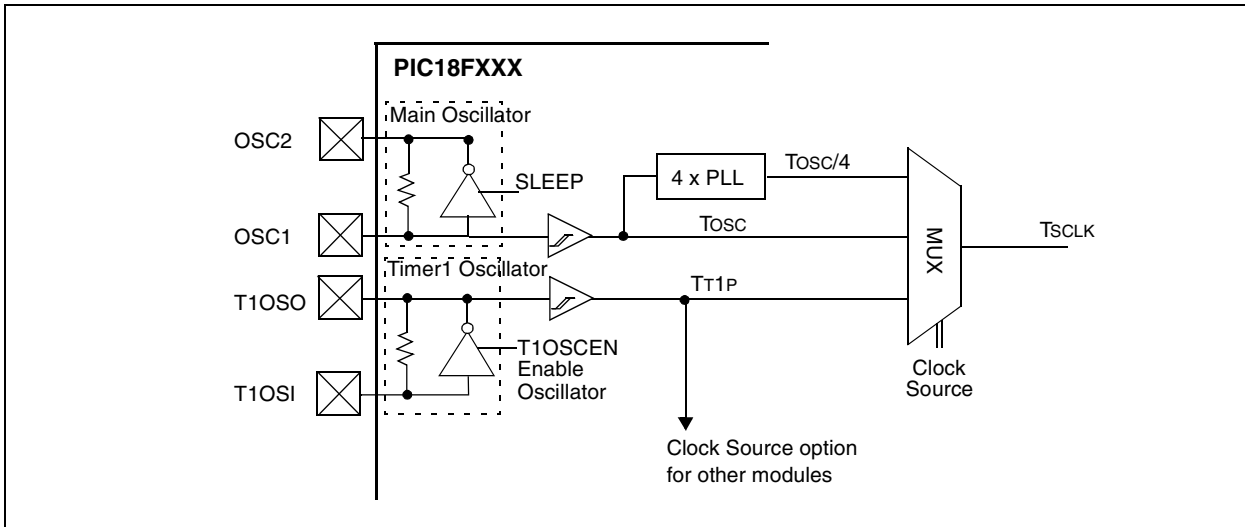 PIC18FXXX
Main Oscillator
OSC2
SLEEP
4 x PLL
TOSC/4
OSC1
TOSC
MUX
TSCLK
Timer1 Oscillator
T1OSO
TT1P
T1OSCEN
Enable
Oscillator
T1OSI
Clock
Source
Clock Source option
for other modules